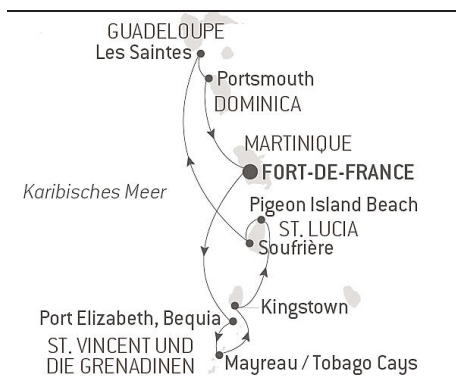 GUADELOUPE
Les Saintes
Portsmouth
DOMINICA
MARTINIQUE
FORT-DE-FRANCE
Karibisches Meer
Pigeon Island Beach
ST. LUCIA
Soufrière
Kingstown
Port Elizabeth, Bequia
ST. VINCENT UND
DIE GRENADINEN
Mayreau / Tobago Cays